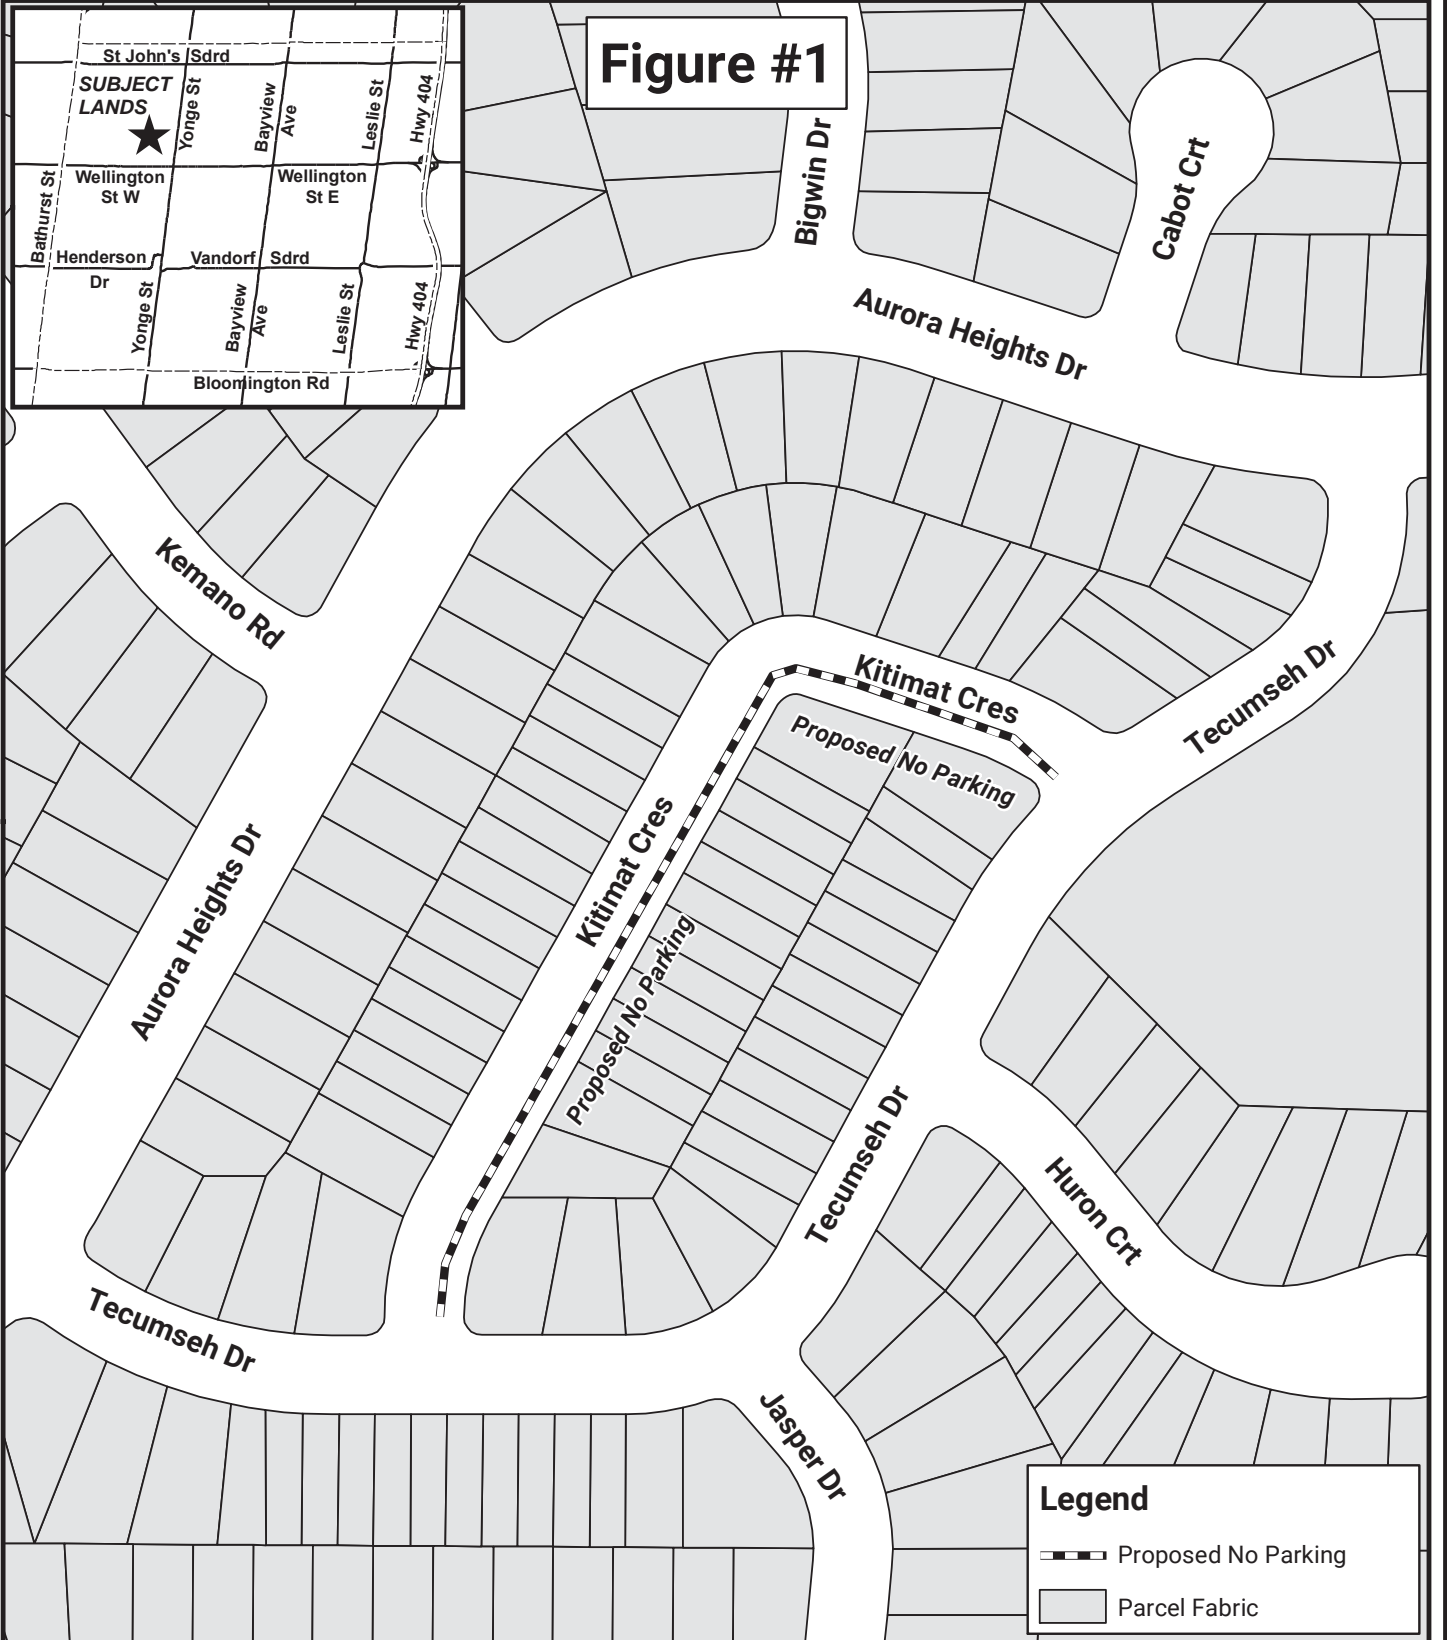 Figure #1
St John's Sdrd
SUBJECT
LANDS
Yonge St
Bayview
Ave
Leslie St
Hwy 404
Wellington
St W
Wellington
St E
Bathurst St
Henderson
Dr
Vandorf Sdrd
Yonge St
Bayview
Ave
Leslie St
Hwy 404
Bloomington Rd
Bigwin Dr
Cabot Crt
Aurora Heights Dr
Kemano Rd
Kitimat Cres
Proposed No Parking
Tecumseh Dr
Kitimat Cres
Proposed No Parking
Aurora Heights Dr
Tecumseh Dr
Huron Crt
Tecumseh Dr
Jasper Dr
Legend
Proposed No Parking
Parcel Fabric